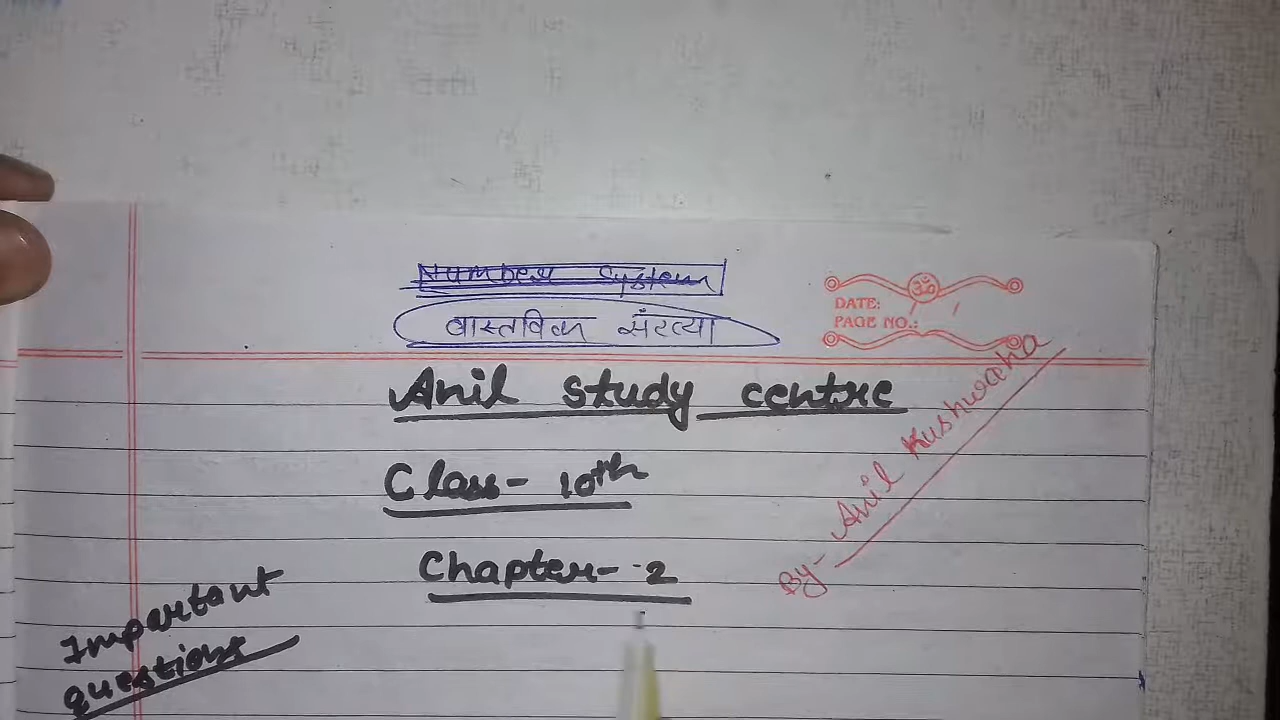 Number System
वास्तविक संख्या
ॐ
DATE:
PAGE NO.:
Anil study centre
Class- 10th
Chapter- 2
By- Anil Kushwaha
Important
questions